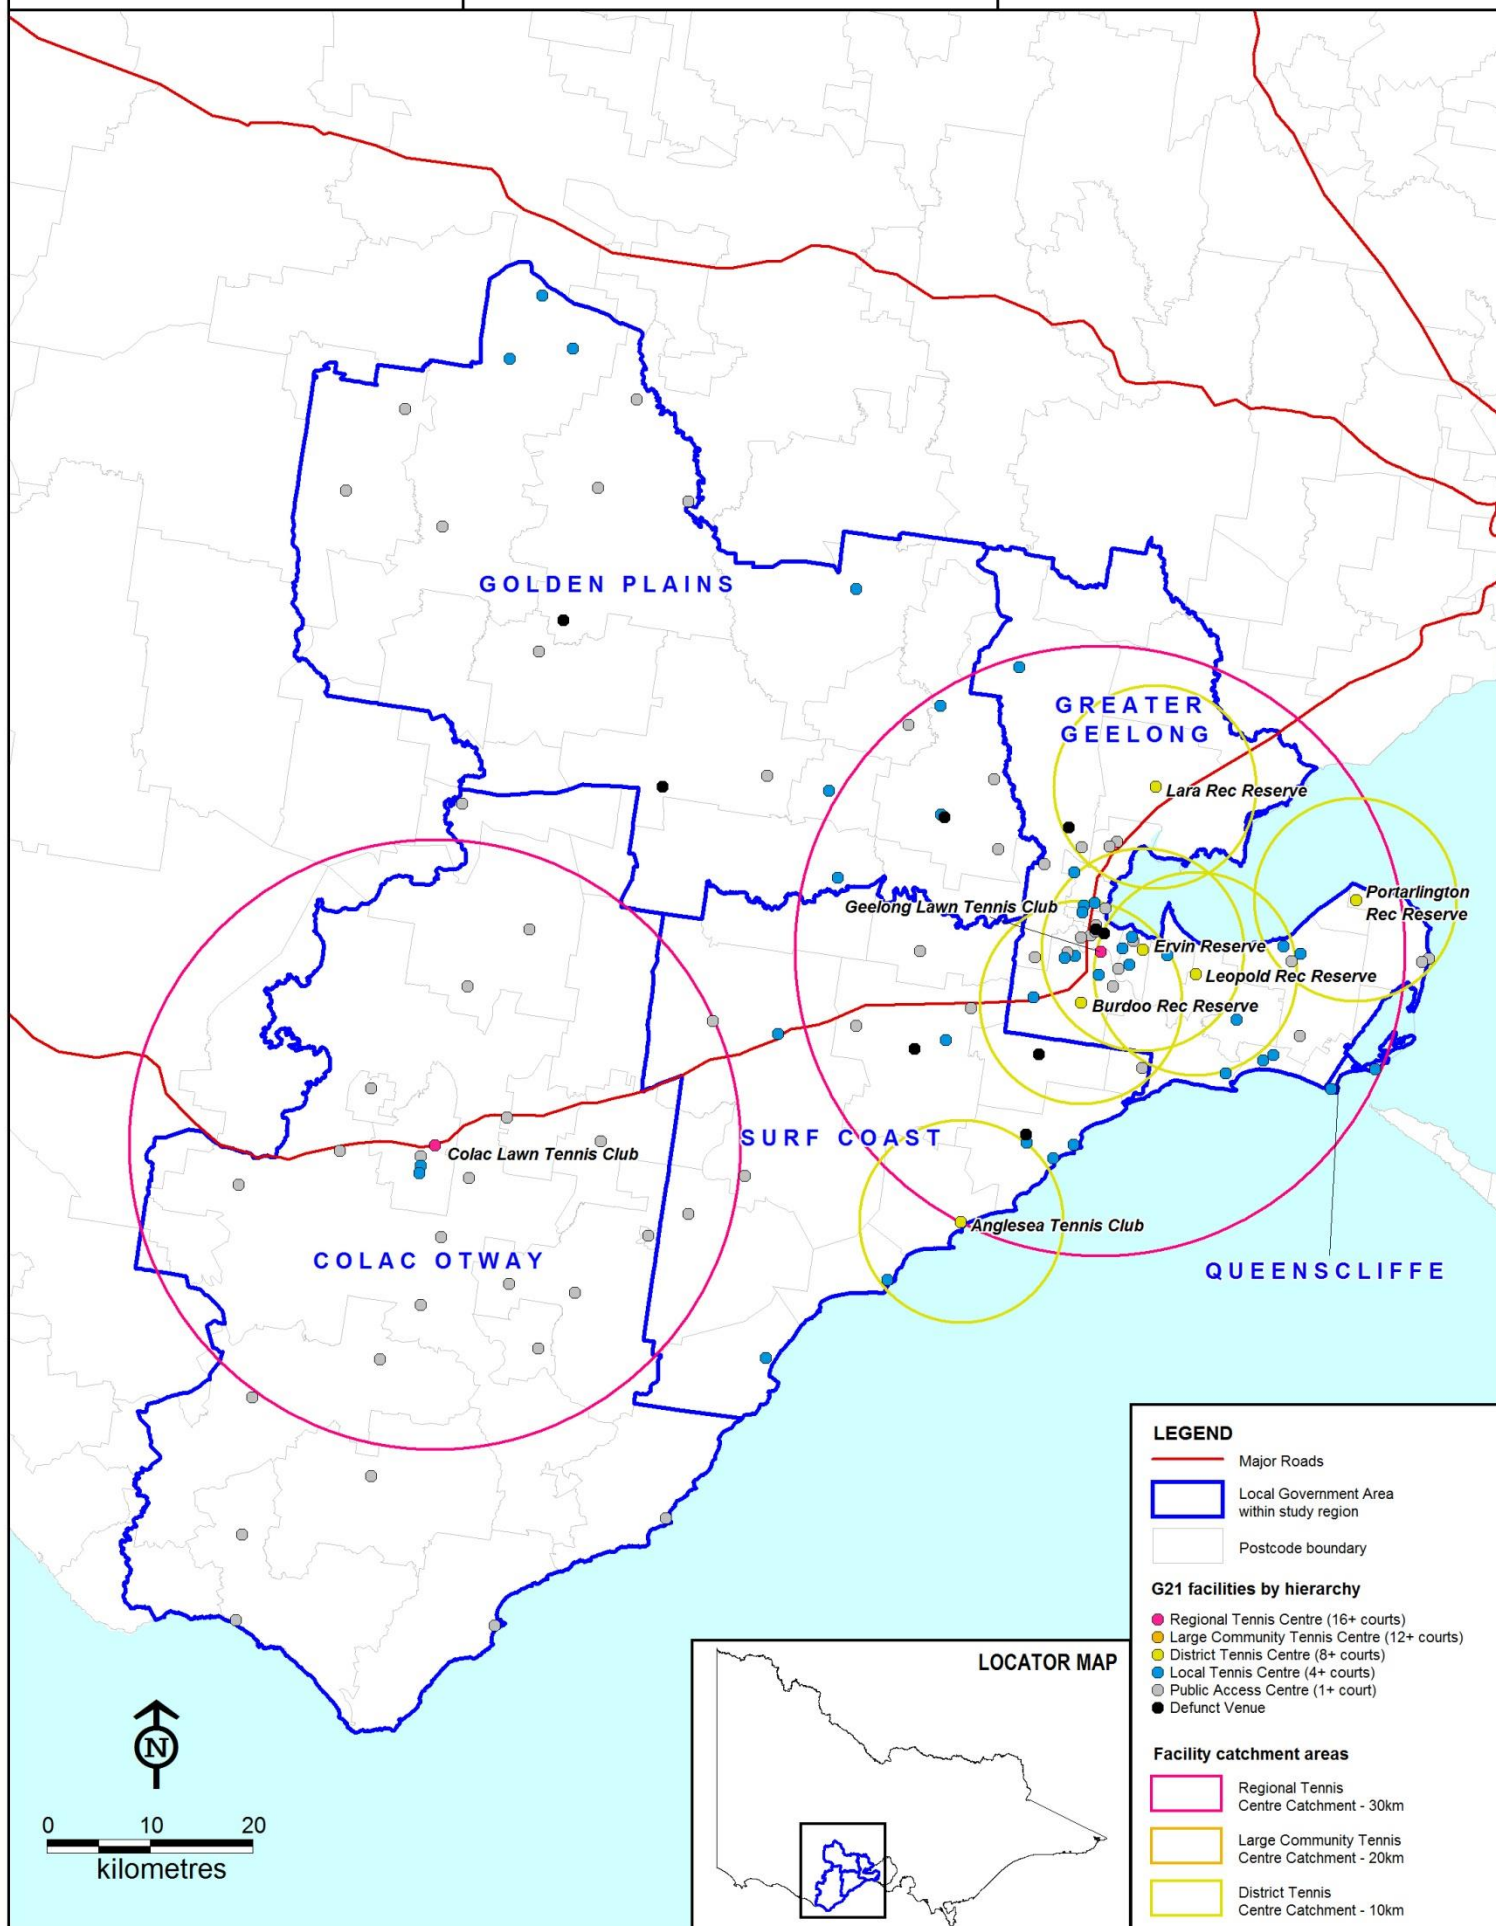 GOLDEN PLAINS
GREATER
GEELONG
Lara Rec Reserve
Portarlington
Rec Reserve
Geelong Lawn Tennis Club
Ervin Reserve
Leopold Rec Reserve
Burdoo Rec Reserve
SURF COAST
Colac Lawn Tennis Club
Anglesea Tennis Club
COLAC OTWAY
QUEENSCLIFFE
LEGEND
Major Roads
Local Government Area
within study region
Postcode boundary
G21 facilities by hierarchy
Regional Tennis Centre (16+ courts)
Large Community Tennis Centre (12+ courts)
District Tennis Centre (8+ courts)
Local Tennis Centre (4+ courts)
Public Access Centre (1+ court)
Defunct Venue
Facility catchment areas
Regional Tennis
Centre Catchment - 30km
Large Community Tennis
Centre Catchment - 20km
District Tennis
Centre Catchment - 10km
LOCATOR MAP
N
0 10 20
kilometres